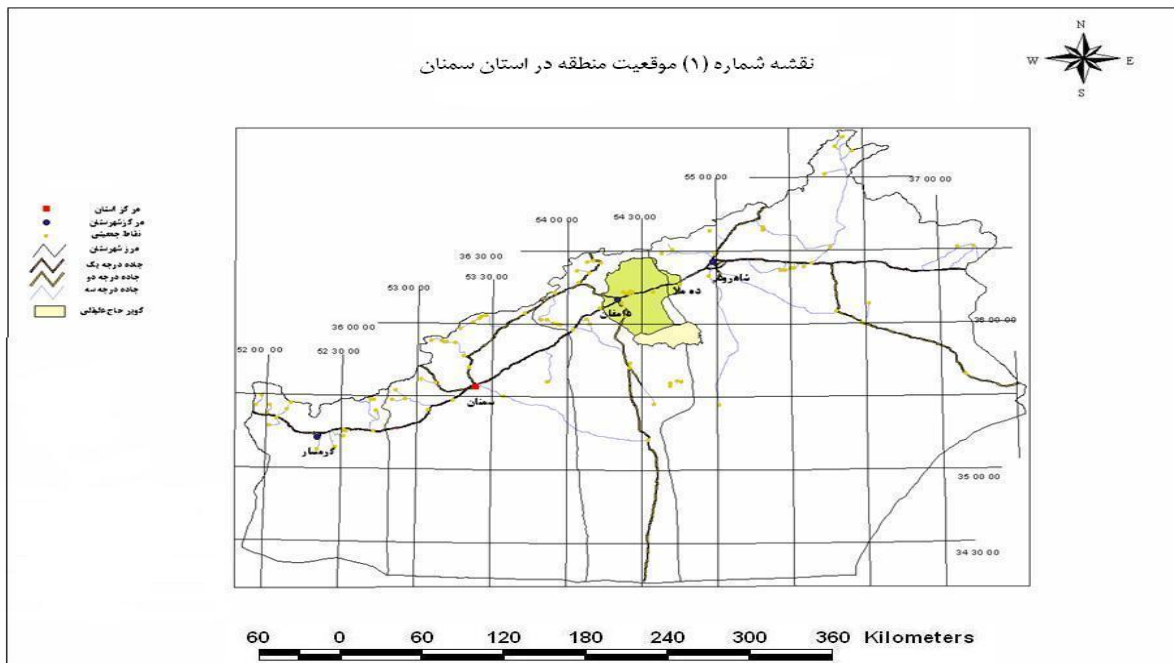 نقشه شماره (۱) موقعیت منطقه در استان سمنان
N
W E
S
مرکز استان
مرکز شهرستان
نقاط جمعیتی
مرز شهرستان
جاده درجه یک
جاده درجه دو
جاده درجه سه
کویر حاج علیقلی
37 00 00
55 00 00
54 30 00
54 00 00
36 30 00
53 30 00
53 00 00
36 00 00
52 30 00
52 00 00
شاهرود
ده ملا
دامغان
36 00 00
سمنان
گرمسار
35 00 00
34 30 00
60 0 60 120 180 240 300 360 Kilometers